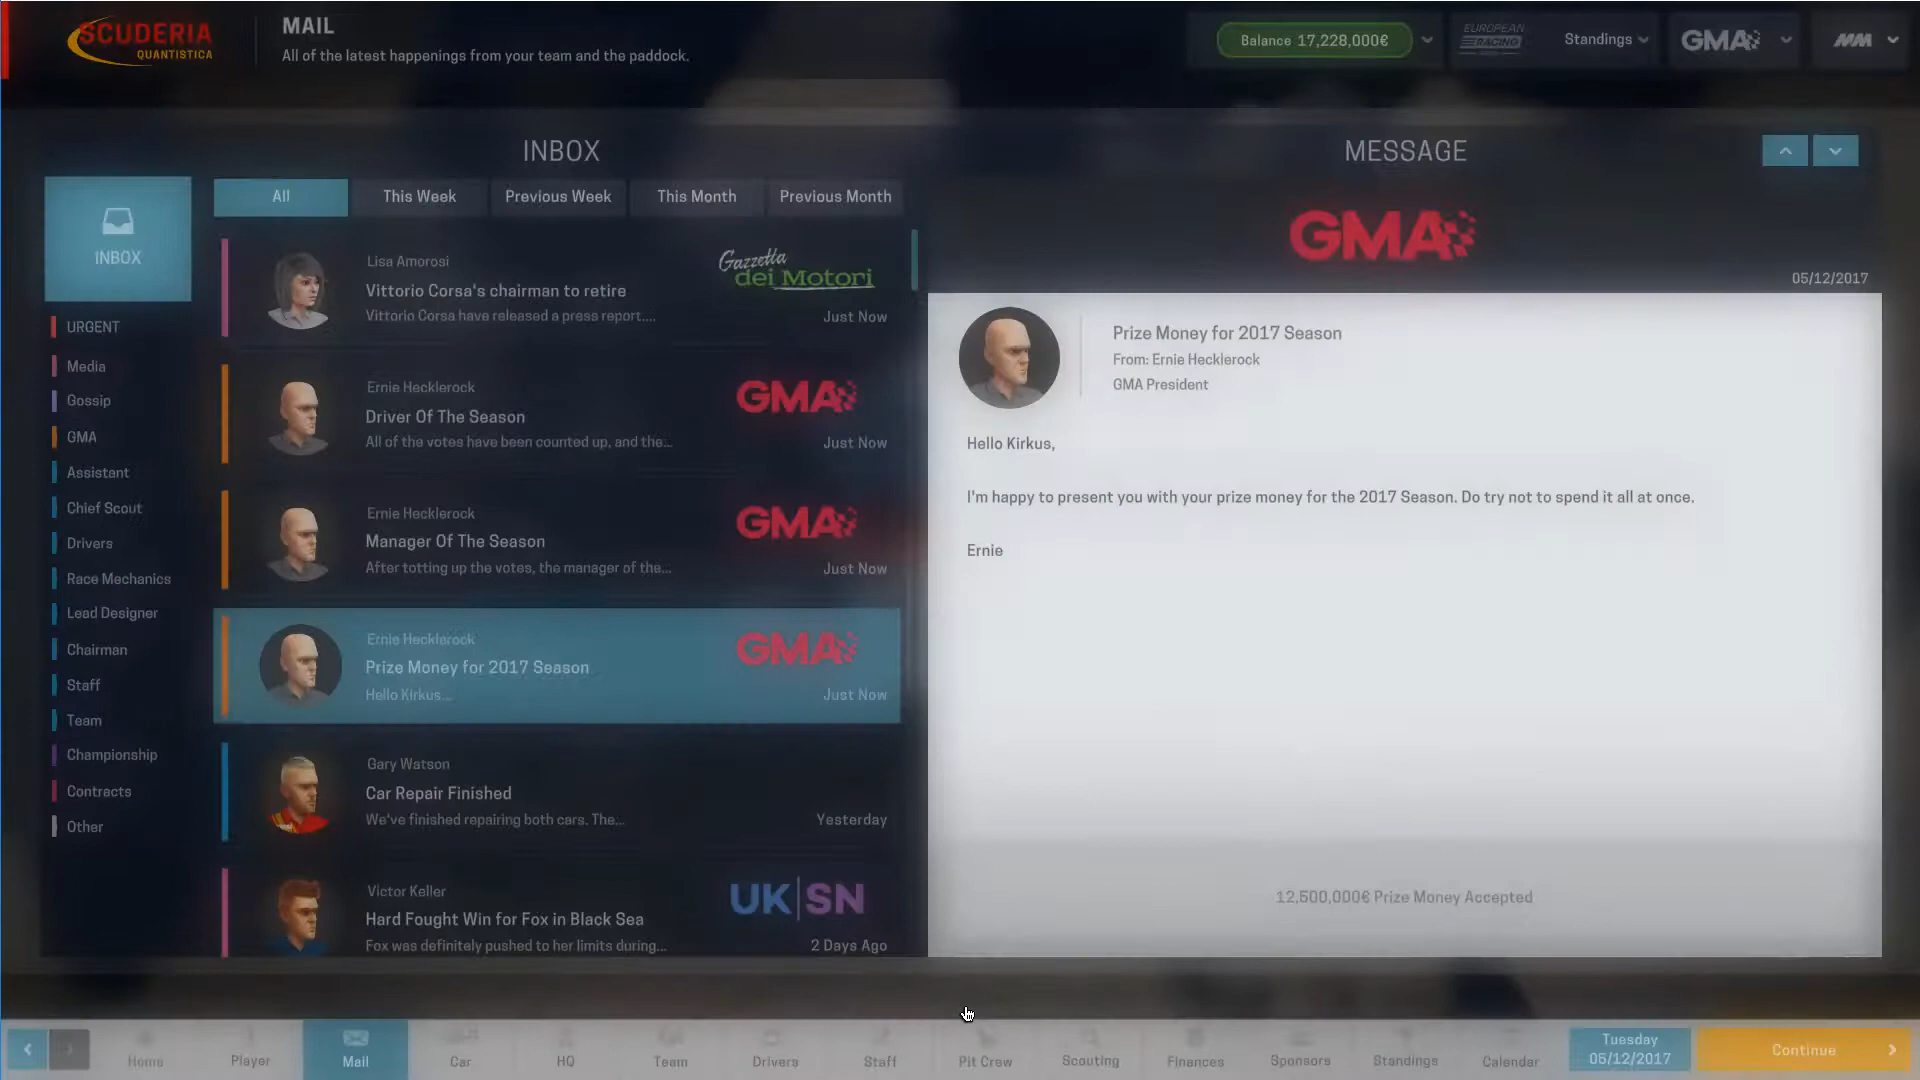 SCUDERIA
QUANTISTICA
MAIL
All of the latest happenings from your team and the paddock.
Balance 17,228,000€
EUROPEAN
RACING
Standings
GMA
MM
INBOX
MESSAGE
INBOX
All
This Week
Previous Week
This Month
Previous Month
URGENT
Media
Gossip
GMA
Assistant
Chief Scout
Drivers
Race Mechanics
Lead Designer
Chairman
Staff
Team
Championship
Contracts
Other
Lisa Amorosi
Vittorio Corsa's chairman to retire
Vittorio Corsa have released a press report....
Gazzetta
dei Motori
Just Now
Ernie Hecklerock
Driver Of The Season
All of the votes have been counted up, and the...
GMA
Just Now
Ernie Hecklerock
Manager Of The Season
After totting up the votes, the manager of the...
GMA
Just Now
Ernie Hecklerock
Prize Money for 2017 Season
Hello Kirkus...
GMA
Just Now
Gary Watson
Car Repair Finished
We've finished repairing both cars. The...
Yesterday
Victor Keller
Hard Fought Win for Fox in Black Sea
Fox was definitely pushed to her limits during...
UK|SN
2 Days Ago
GMA
05/12/2017
Prize Money for 2017 Season
From: Ernie Hecklerock
GMA President
Hello Kirkus,
I'm happy to present you with your prize money for the 2017 Season. Do try not to spend it all at once.
Ernie
12,500,000€ Prize Money Accepted
Home
Player
Mail
Car
HQ
Team
Drivers
Staff
Pit Crew
Scouting
Finances
Sponsors
Standings
Calendar
Tuesday
05/12/2017
Continue